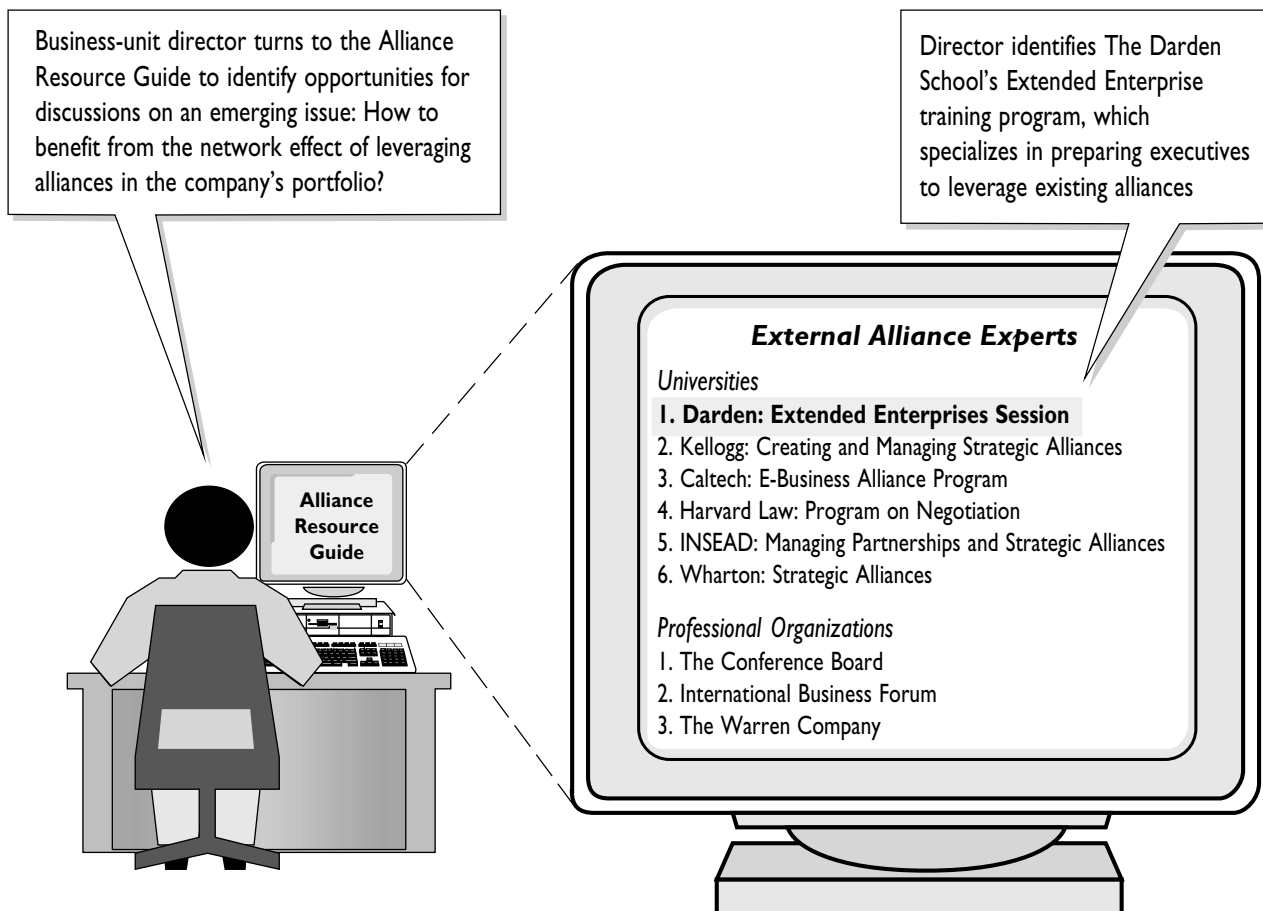 Business-unit director turns to the Alliance
Resource Guide to identify opportunities for
discussions on an emerging issue: How to
benefit from the network effect of leveraging
alliances in the company's portfolio?
Director identifies The Darden
School's Extended Enterprise
training program, which
specializes in preparing executives
to leverage existing alliances
Alliance
Resource
Guide
External Alliance Experts
Universities
1. Darden: Extended Enterprises Session
2. Kellogg: Creating and Managing Strategic Alliances
3. Caltech: E-Business Alliance Program
4. Harvard Law: Program on Negotiation
5. INSEAD: Managing Partnerships and Strategic Alliances
6. Wharton: Strategic Alliances
Professional Organizations
1. The Conference Board
2. International Business Forum
3. The Warren Company